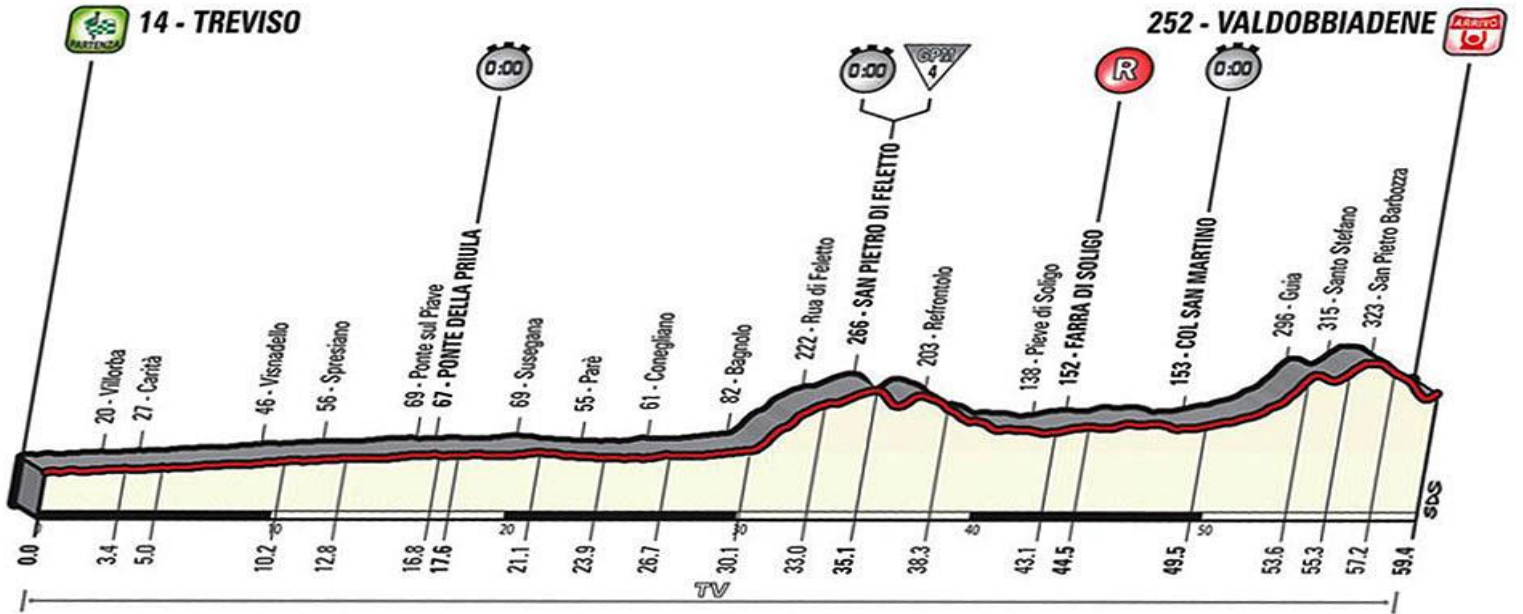 14 - TREVISO
252 - VALDOBBIADENE
PARTENZA
ARRIVO
0:00
0:00
GPM
4
R
0:00
20 - Villorba
27 - Carità
46 - Visnadello
56 - Spresiano
69 - Ponte sul Piave
67 - PONTE DELLA PRIULA
69 - Susegana
55 - Parè
61 - Conegliano
82 - Bagnolo
222 - Rua di Feletto
266 - SAN PIETRO DI FELETTO
203 - Refrontolo
138 - Pieve di Soligo
152 - FARRA DI SOLIGO
153 - COL SAN MARTINO
296 - Guia
315 - Santo Stefano
323 - San Pietro Barbozza
SDS
10
20
30
40
50
0.0
3.4
5.0
10.2
12.8
16.8
17.6
21.1
23.9
26.7
30.1
33.0
35.1
38.3
43.1
44.5
49.5
53.6
55.3
57.2
59.4
TV